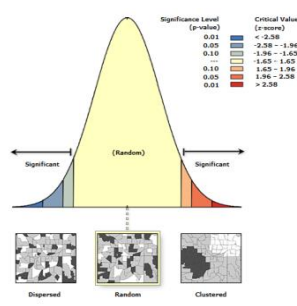 Significance Level
(p-value)
Critical Value
(z-score)
0.01 < -2.58
0.05 -2.58 - -1.96
0.10 -1.96 - -1.65
--- -1.65 - 1.65
0.10 1.65 - 1.96
0.05 1.96 - 2.58
0.01 > 2.58
(Random)
Significant
Significant
Dispersed
Random
Clustered